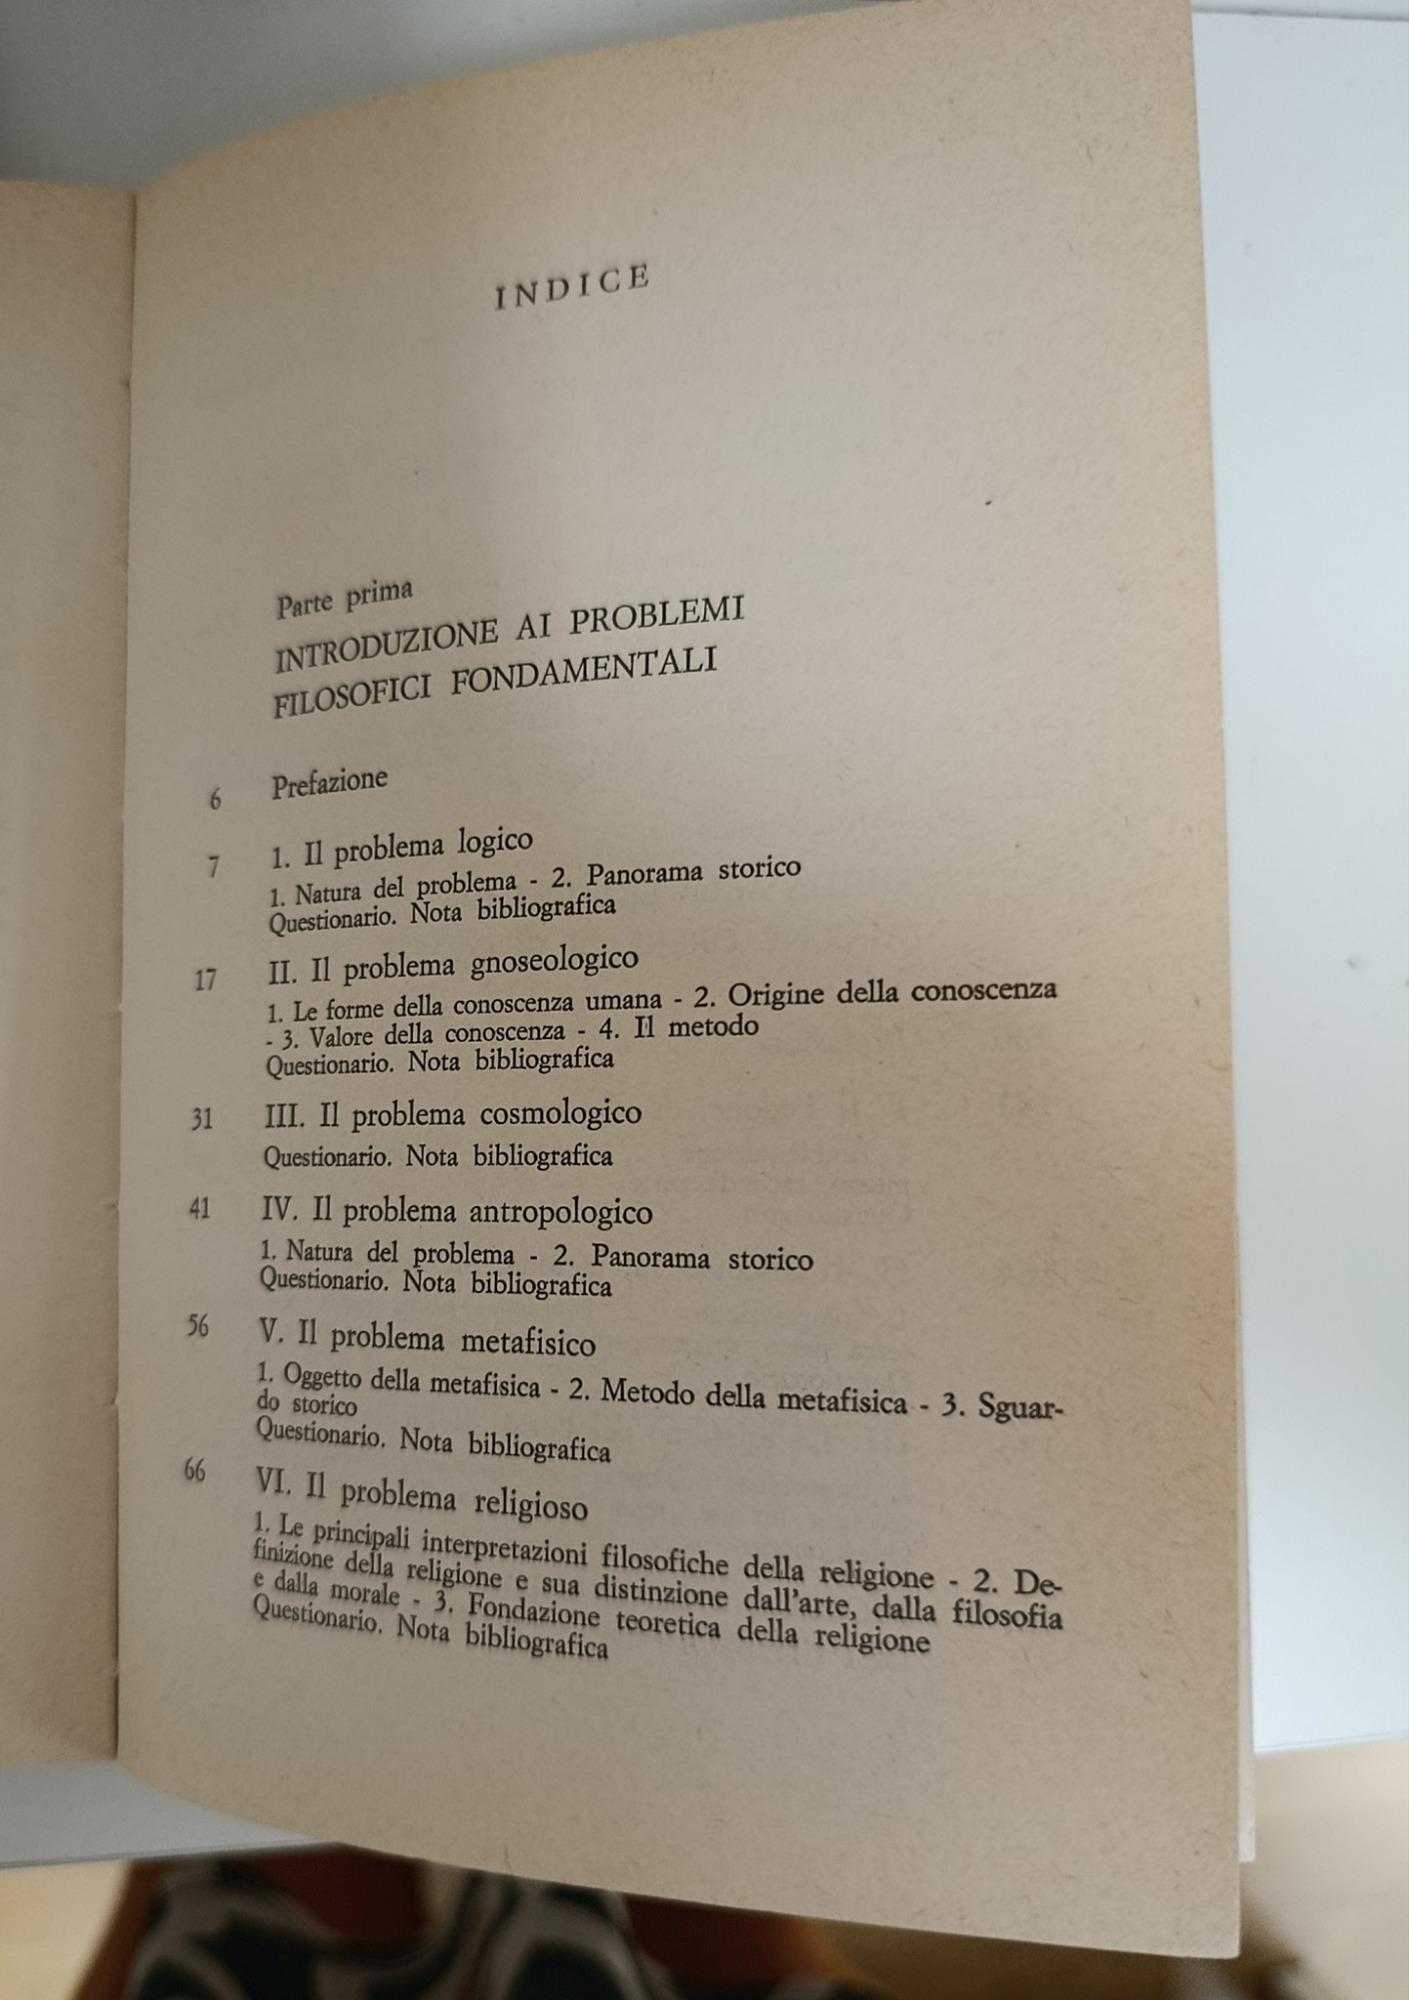 INDICE
Parte prima
INTRODUZIONE AI PROBLEMI
FILOSOFICI FONDAMENTALI
6 Prefazione
7 1. Il problema logico
1. Natura del problema - 2. Panorama storico
Questionario. Nota bibliografica
17 II. Il problema gnoseologico
1. Le forme della conoscenza umana - 2. Origine della conoscenza
- 3. Valore della conoscenza - 4. Il metodo
Questionario. Nota bibliografica
31 III. Il problema cosmologico
Questionario. Nota bibliografica
41 IV. Il problema antropologico
1. Natura del problema - 2. Panorama storico
Questionario. Nota bibliografica
56 V. Il problema metafisico
1. Oggetto della metafisica - 2. Metodo della metafisica - 3. Sguar-
do storico
Questionario. Nota bibliografica
66 VI. Il problema religioso
1. Le principali interpretazioni filosofiche della religione - 2. De-
finizione della religione e sua distinzione dall'arte, dalla filosofia
e dalla morale - 3. Fondazione teoretica della religione
Questionario. Nota bibliografica